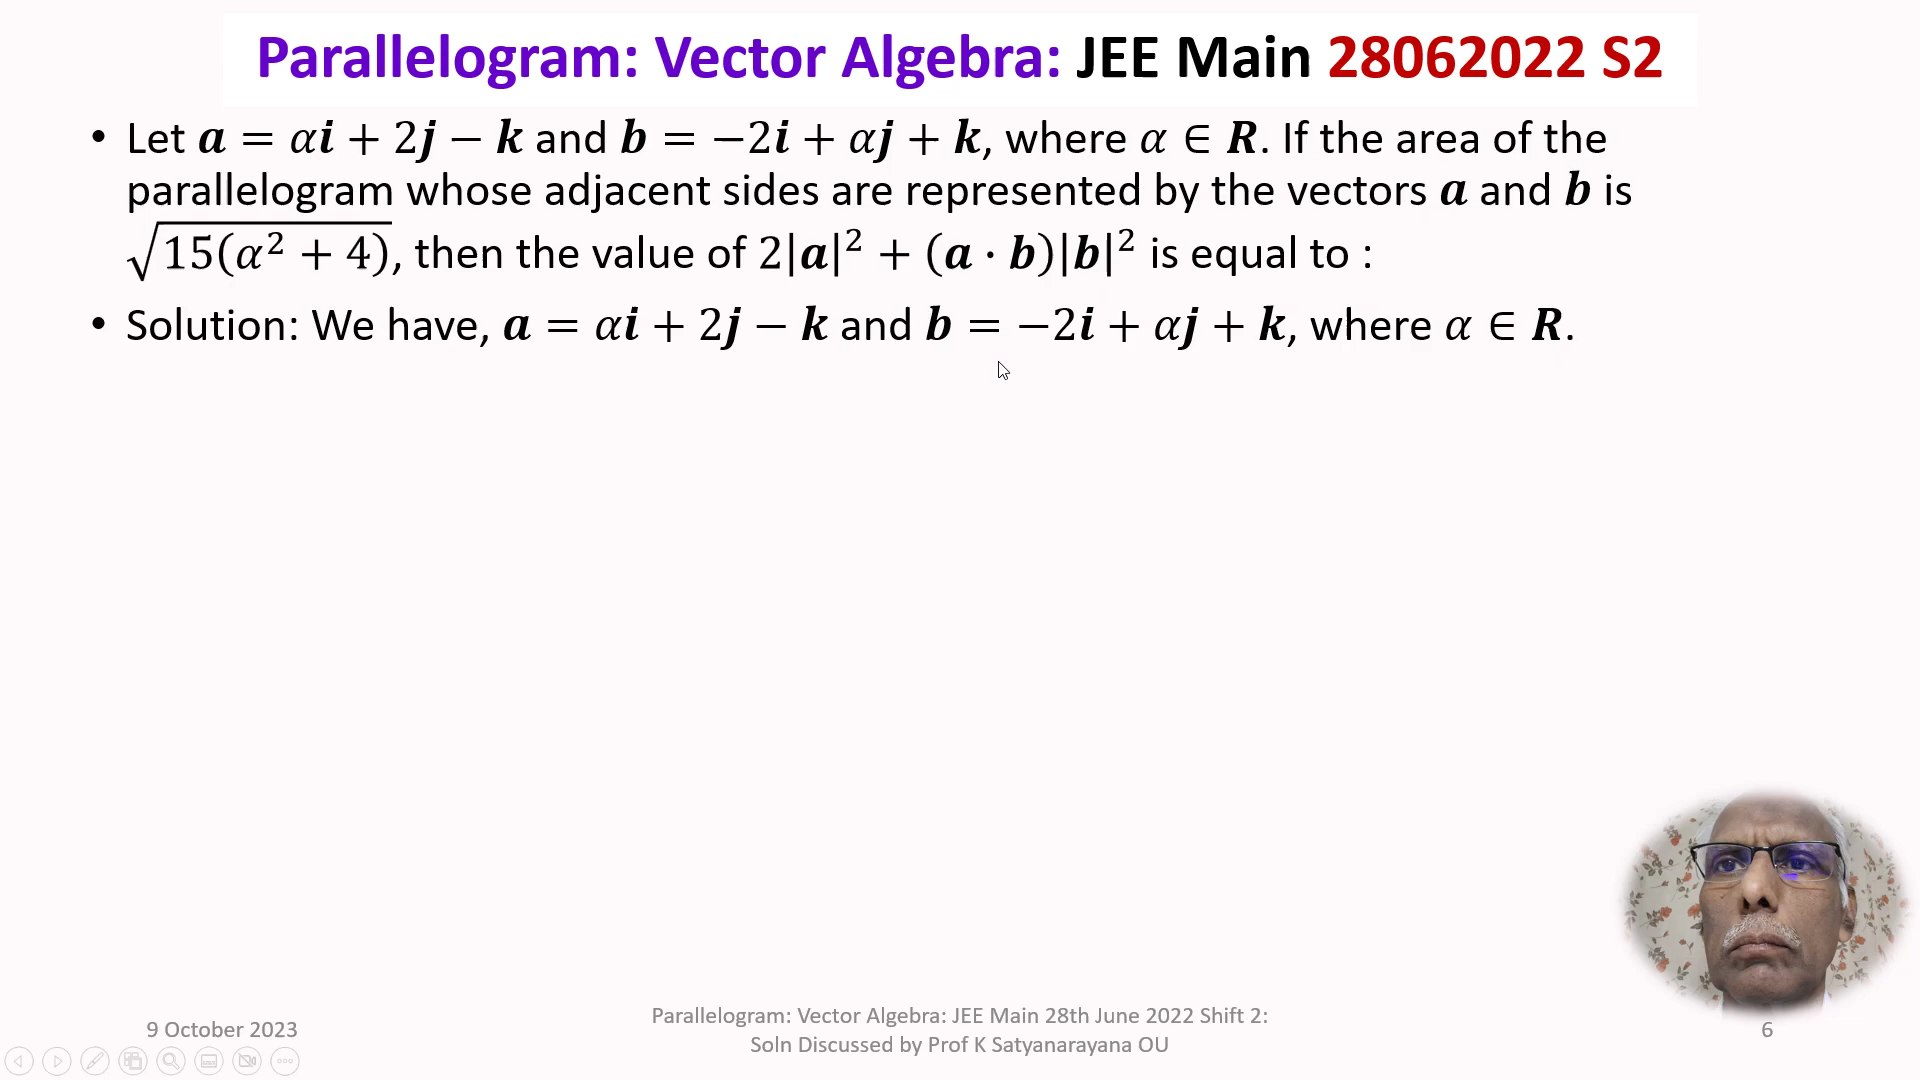 Parallelogram: Vector Algebra: JEE Main 28062022 S2
• Let 𝒂 = 𝛼𝒊 + 2𝒋 − 𝒌 and 𝒃 = −2𝒊 + 𝛼𝒋 + 𝒌, where 𝛼 ∈ 𝑹. If the area of the
parallelogram whose adjacent sides are represented by the vectors 𝒂 and 𝒃 is
√15(𝛼² + 4), then the value of 2|𝒂|² + (𝒂 · 𝒃)|𝒃|² is equal to :
• Solution: We have, 𝒂 = 𝛼𝒊 + 2𝒋 − 𝒌 and 𝒃 = −2𝒊 + 𝛼𝒋 + 𝒌, where 𝛼 ∈ 𝑹.
9 October 2023
Parallelogram: Vector Algebra: JEE Main 28th June 2022 Shift 2:
Soln Discussed by Prof K Satyanarayana OU
6